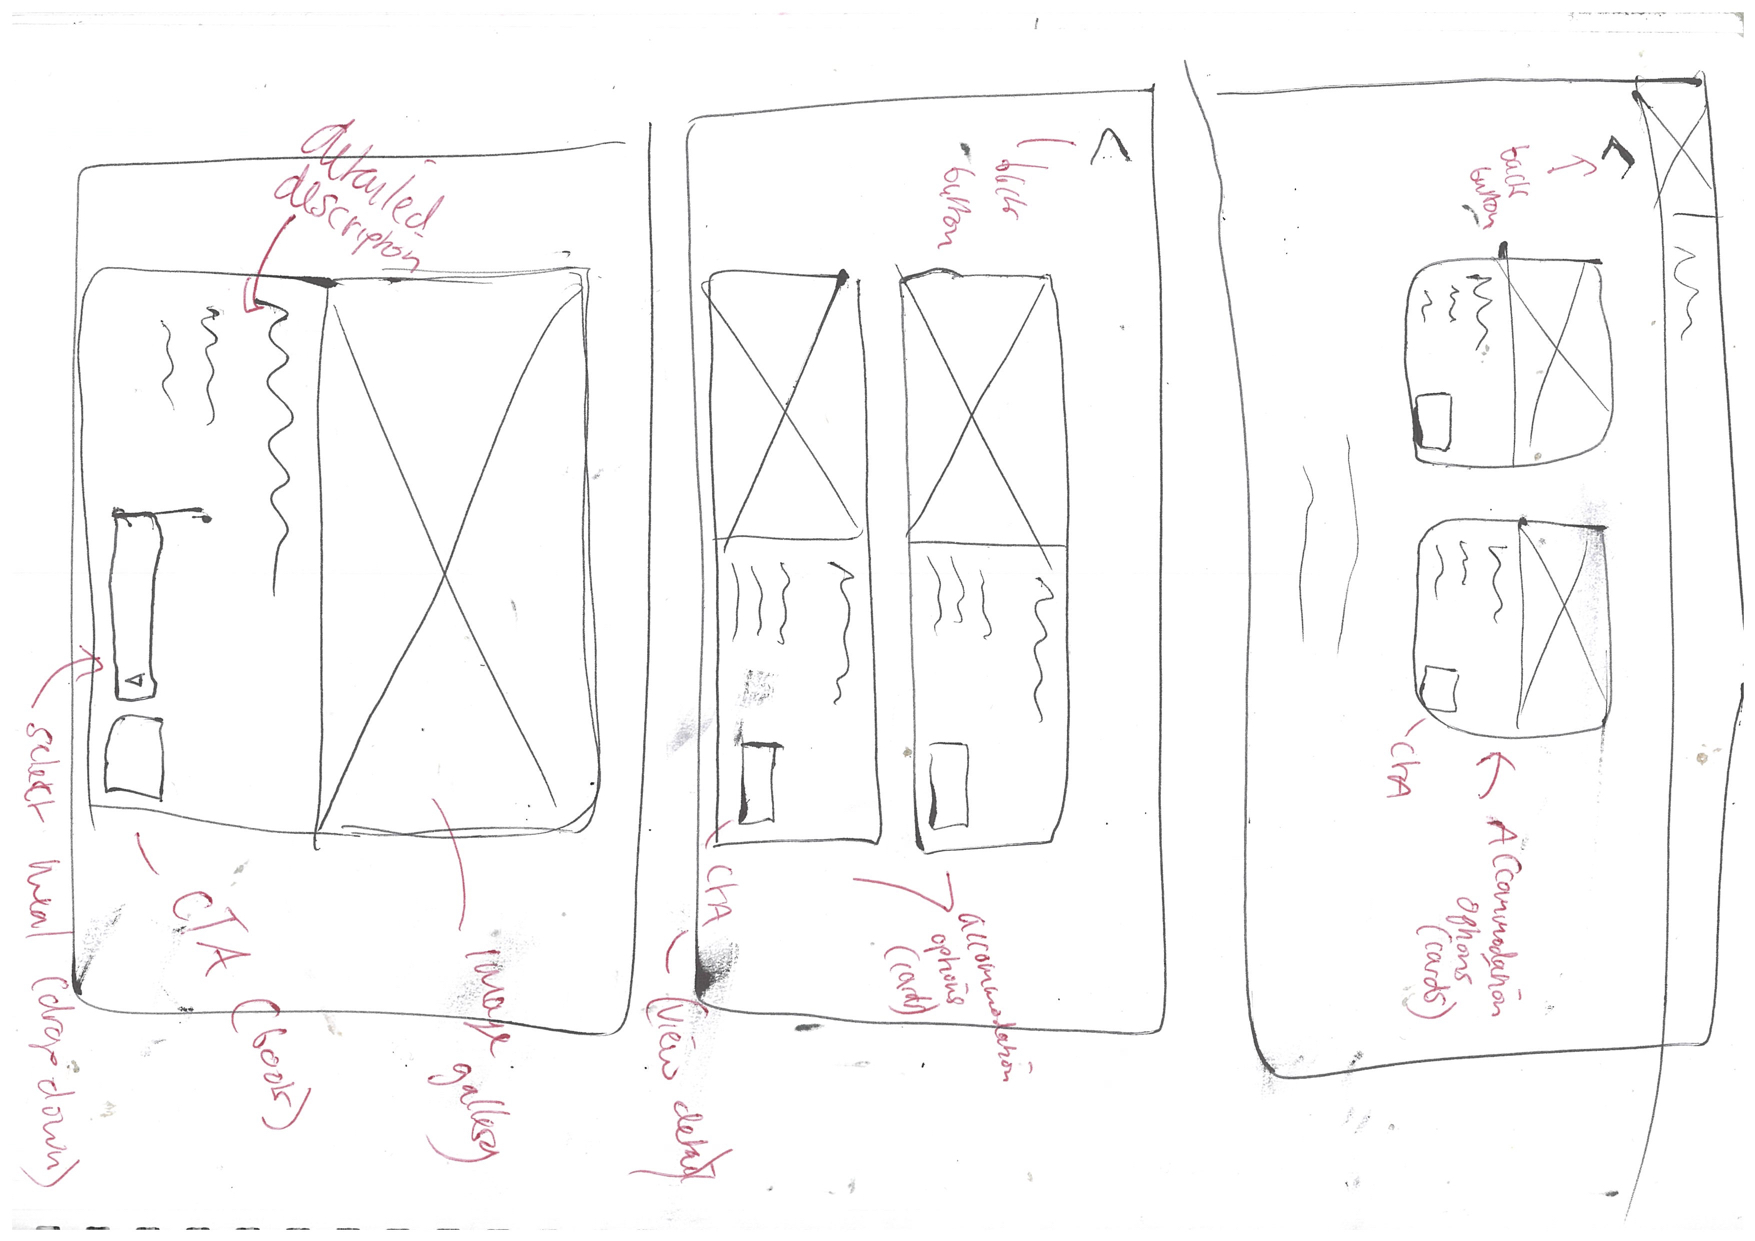 back
button
CTA
Accommodation
options
(cards)
back
button
accommodation
options
(cards)
CTA
(View detail)
detailed
description
image gallery
CTA (book)
select meal (drop down)